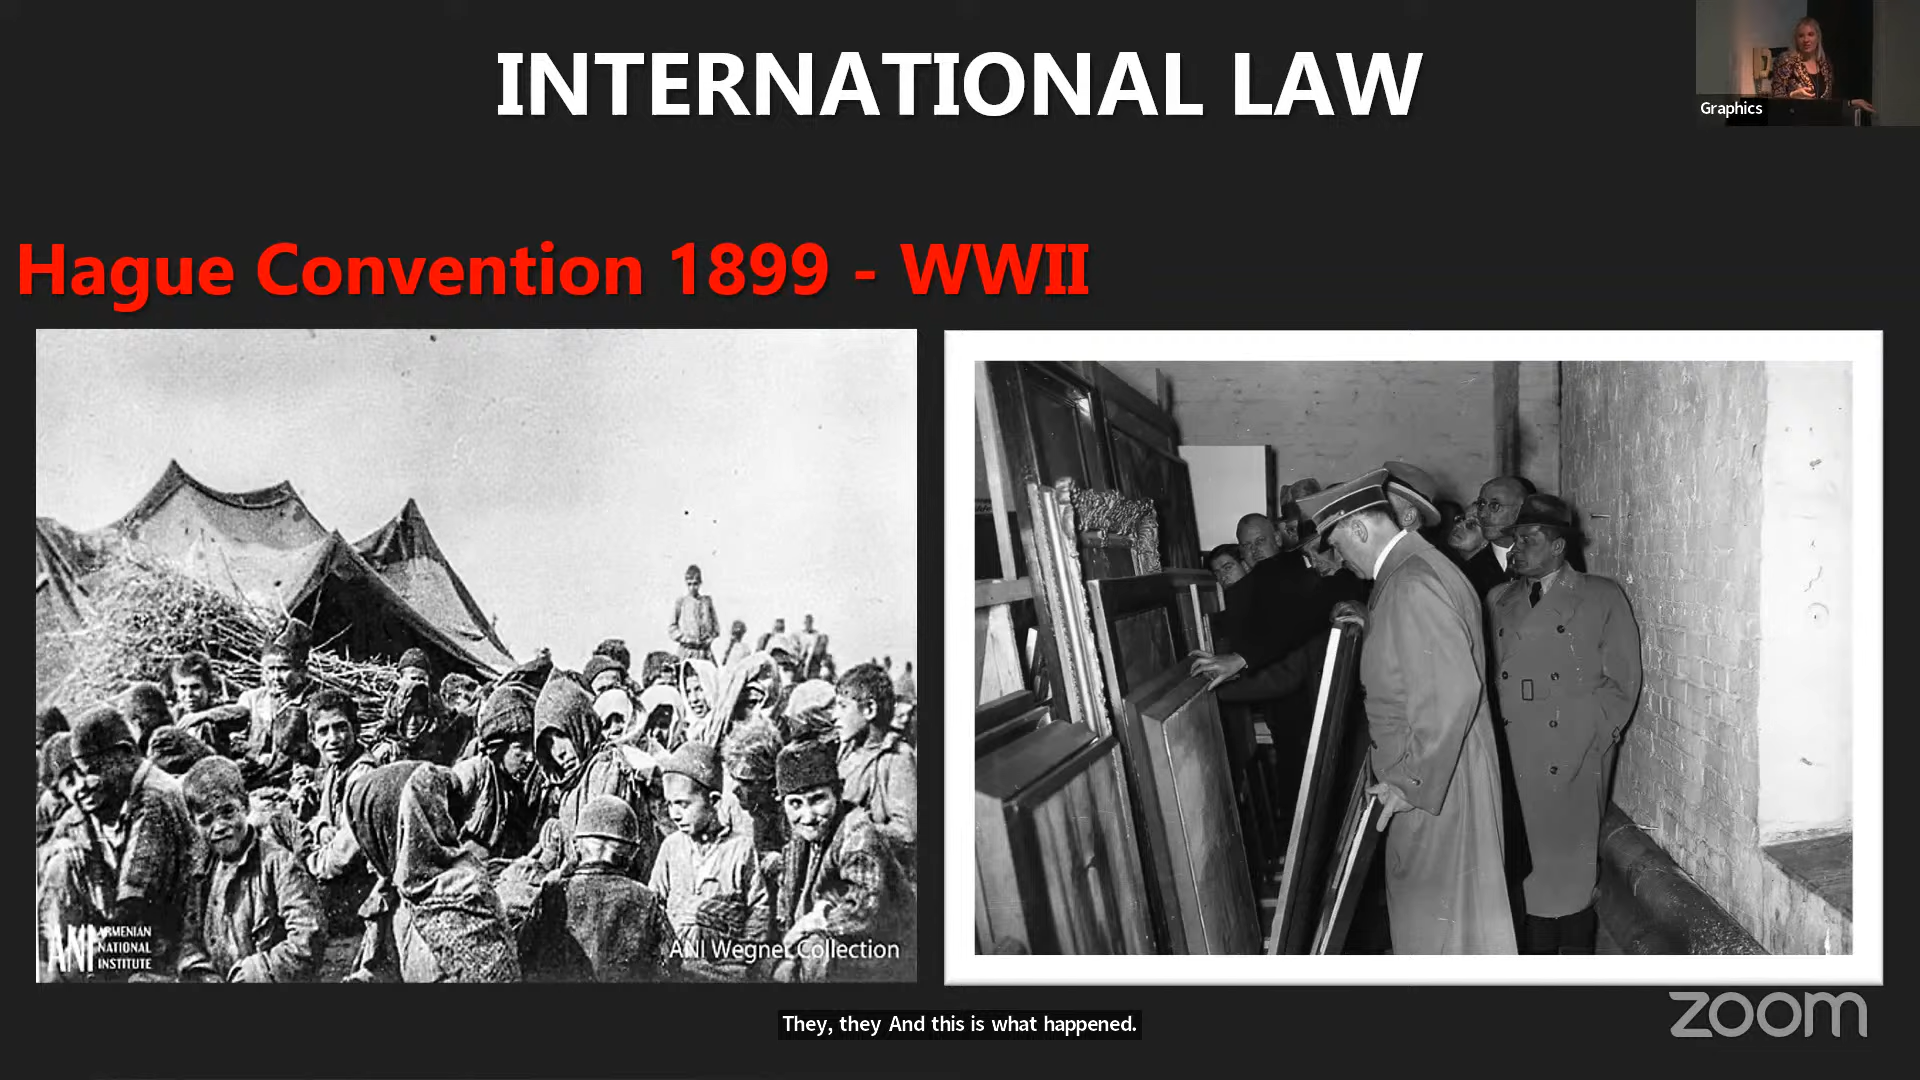 INTERNATIONAL LAW
Graphics
Hague Convention 1899 - WWII
ANI ARMENIAN
NATIONAL
INSTITUTE
ANI Wegner Collection
They, they And this is what happened.
zoom